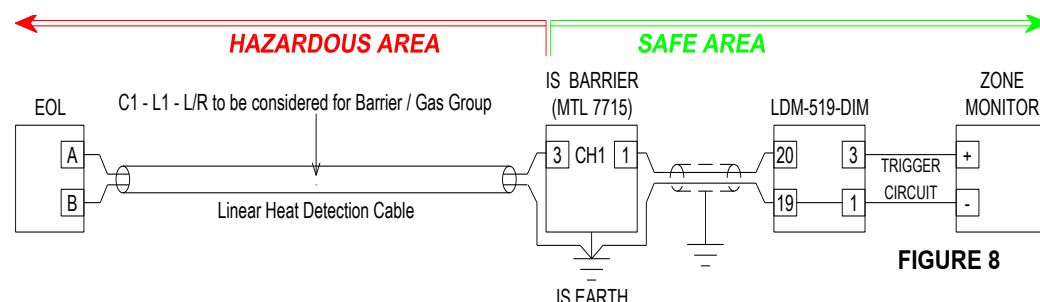 HAZARDOUS AREA
SAFE AREA
IS BARRIER
(MTL 7715)
ZONE
MONITOR
EOL
C1 - L1 - L/R to be considered for Barrier / Gas Group
LDM-519-DIM
A
B
Linear Heat Detection Cable
3 CH1 1
20 3
19 1
TRIGGER
CIRCUIT
+
-
IS EARTH
FIGURE 8